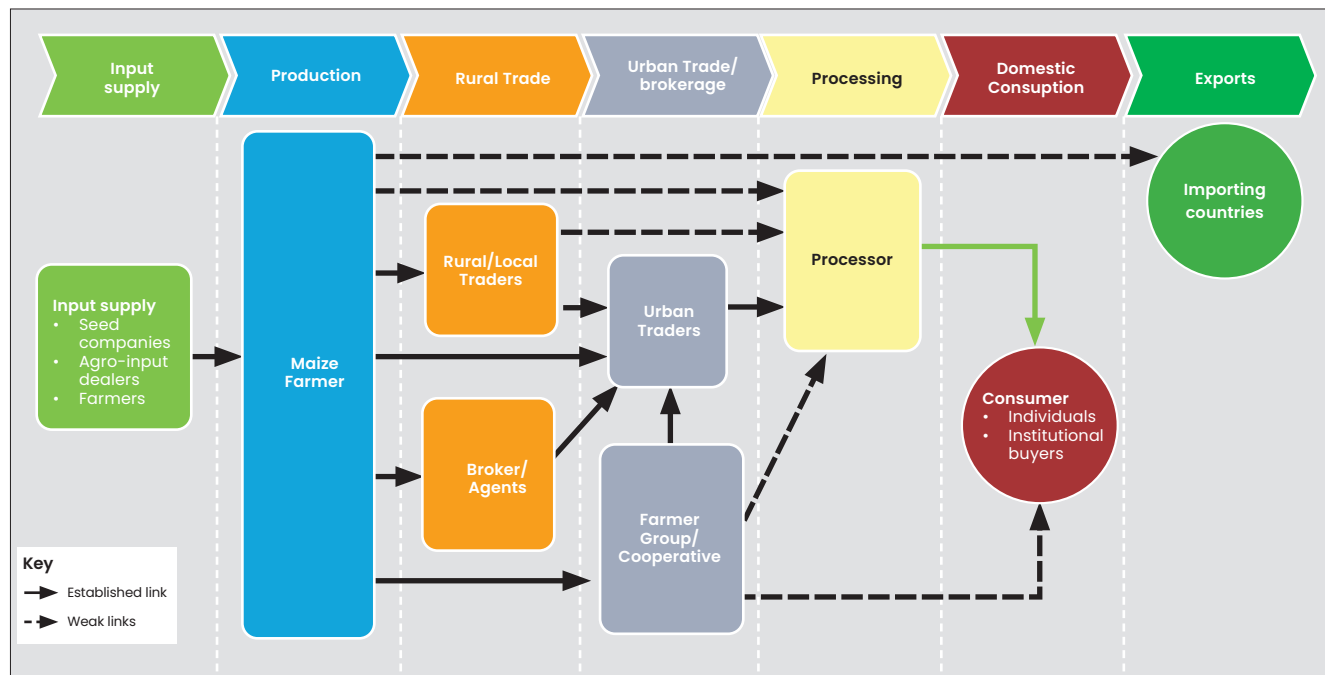 Input
supply
Production
Rural Trade
Urban Trade/
brokerage
Processing
Domestic
Consuption
Exports
Importing
countries
Rural/Local
Traders
Processor
Input supply
• Seed
companies
• Agro-input
dealers
• Farmers
Urban
Traders
Maize
Farmer
Consumer
• Individuals
• Institutional
buyers
Broker/
Agents
Farmer
Group/
Cooperative
Key
Established link
Weak links